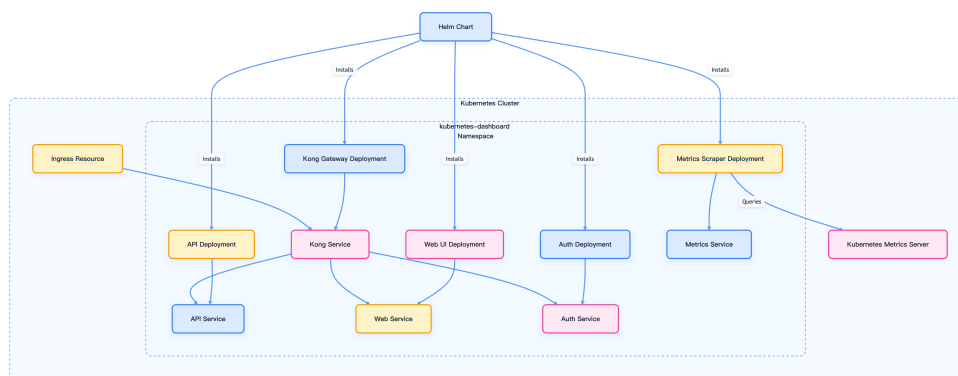 Helm Chart
Installs
Installs
Kubernetes Cluster
kubernetes-dashboard
Namespace
Ingress Resource
Installs
Kong Gateway Deployment
Installs
Installs
Metrics Scraper Deployment
Queries
API Deployment
Kong Service
Web UI Deployment
Auth Deployment
Metrics Service
Kubernetes Metrics Server
API Service
Web Service
Auth Service